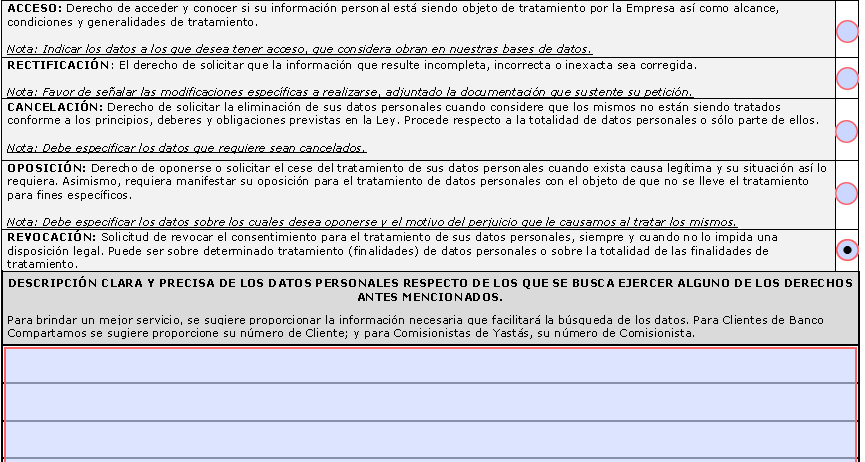 ACCESO: Derecho de acceder y conocer si su información personal está siendo objeto de tratamiento por la Empresa así como alcance,
condiciones y generalidades de tratamiento.
Nota: Indicar los datos a los que desea tener acceso, que considera obran en nuestras bases de datos.
RECTIFICACIÓN: El derecho de solicitar que la información que resulte incompleta, incorrecta o inexacta sea corregida.
Nota: Favor de señalar las modificaciones específicas a realizarse, adjuntado la documentación que sustente su petición.
CANCELACIÓN: Derecho de solicitar la eliminación de sus datos personales cuando considere que los mismos no están siendo tratados
conforme a los principios, deberes y obligaciones previstas en la Ley. Procede respecto a la totalidad de datos personales o sólo parte de ellos.
Nota: Debe especificar los datos que requiere sean cancelados.
OPOSICIÓN: Derecho de oponerse o solicitar el cese del tratamiento de sus datos personales cuando exista causa legítima y su situación así lo
requiera. Asimismo, requiera manifestar su oposición para el tratamiento de datos personales con el objeto de que no se lleve el tratamiento
para fines específicos.
Nota: Debe especificar los datos sobre los cuales desea oponerse y el motivo del perjuicio que le causamos al tratar los mismos.
REVOCACIÓN: Solicitud de revocar el consentimiento para el tratamiento de sus datos personales, siempre y cuando no lo impida una
disposición legal. Puede ser sobre determinado tratamiento (finalidades) de datos personales o sobre la totalidad de las finalidades de
tratamiento.
DESCRIPCIÓN CLARA Y PRECISA DE LOS DATOS PERSONALES RESPECTO DE LOS QUE SE BUSCA EJERCER ALGUNO DE LOS DERECHOS
ANTES MENCIONADOS.
Para brindar un mejor servicio, se sugiere proporcionar la información necesaria que facilitará la búsqueda de los datos. Para Clientes de Banco
Compartamos se sugiere proporcione su número de Cliente; y para Comisionistas de Yastás, su número de Comisionista.